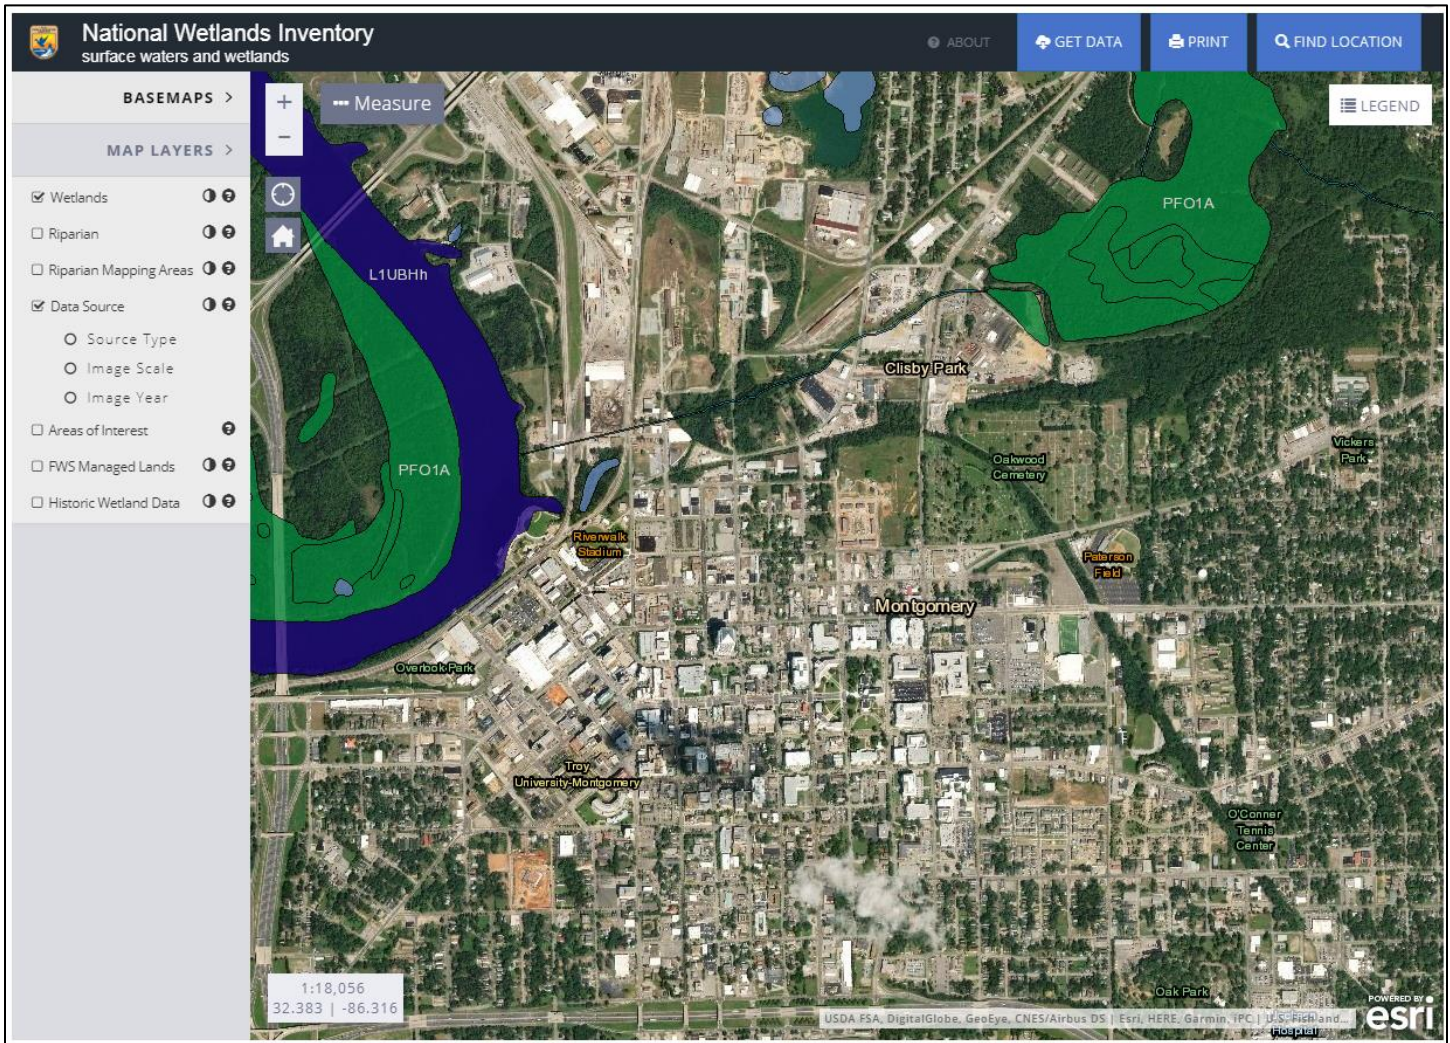 National Wetlands Inventory
surface waters and wetlands
ABOUT
GET DATA
PRINT
FIND LOCATION
BASEMAPS >
MAP LAYERS >
Wetlands
Riparian
Riparian Mapping Areas
Data Source
Source Type
Image Scale
Image Year
Areas of Interest
FWS Managed Lands
Historic Wetland Data
+
−
Measure
LEGEND
PFO1A
L1UBHh
Clisby Park
Vickers
Park
PFO1A
Oakwood
Cemetery
Riverwalk
Stadium
Paterson
Field
Montgomery
Overlook Park
Troy
University-Montgomery
O'Conner
Tennis
Center
Oak Park
1:18,056
32.383 | -86.316
USDA FSA, DigitalGlobe, GeoEye, CNES/Airbus DS | Esri, HERE, Garmin, iPC | U.S. Fish and...
Hospital
POWERED BY
esri